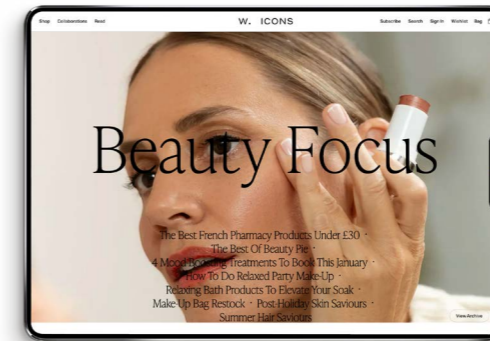 Shop Collaborations Read W. ICONS Subscribe Search Sign In Wishlist Bag
Beauty Focus
The Best French Pharmacy Products Under £30 ·
The Best Of Beauty Pie ·
4 Mood Boosting Treatments To Book This January ·
How To Do Relaxed Party Make-Up ·
Relaxing Bath Products To Elevate Your Soak ·
Make-Up Bag Restock · Post-Holiday Skin Saviours ·
Summer Hair Saviours
View Archive